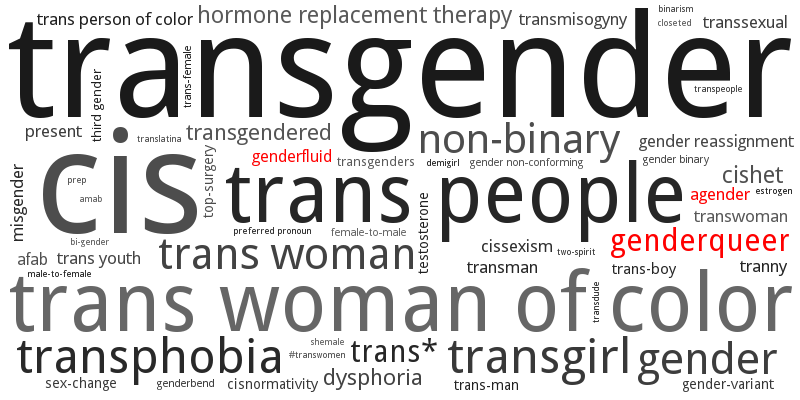 trans person of color
hormone replacement therapy
transmisogyny
binarism
closeted
transsexual
transgender
third gender
trans-female
transpeople
present
translatina
transgendered
non-binary
gender reassignment
genderfluid
transgenders
demigirl
gender non-conforming
gender binary
misgender
cis
prep
amab
top-surgery
trans people
cishet
agender
estrogen
transwoman
bi-gender
preferred pronoun
female-to-male
testosterone
genderqueer
afab
trans youth
trans woman
cissexism
two-spirit
male-to-female
transman
trans-boy
tranny
trans woman of color
transdude
transphobia
shemale
#transwomen
trans*
transgirl
gender
sex-change
genderbend
cisnormativity
dysphoria
trans-man
gender-variant